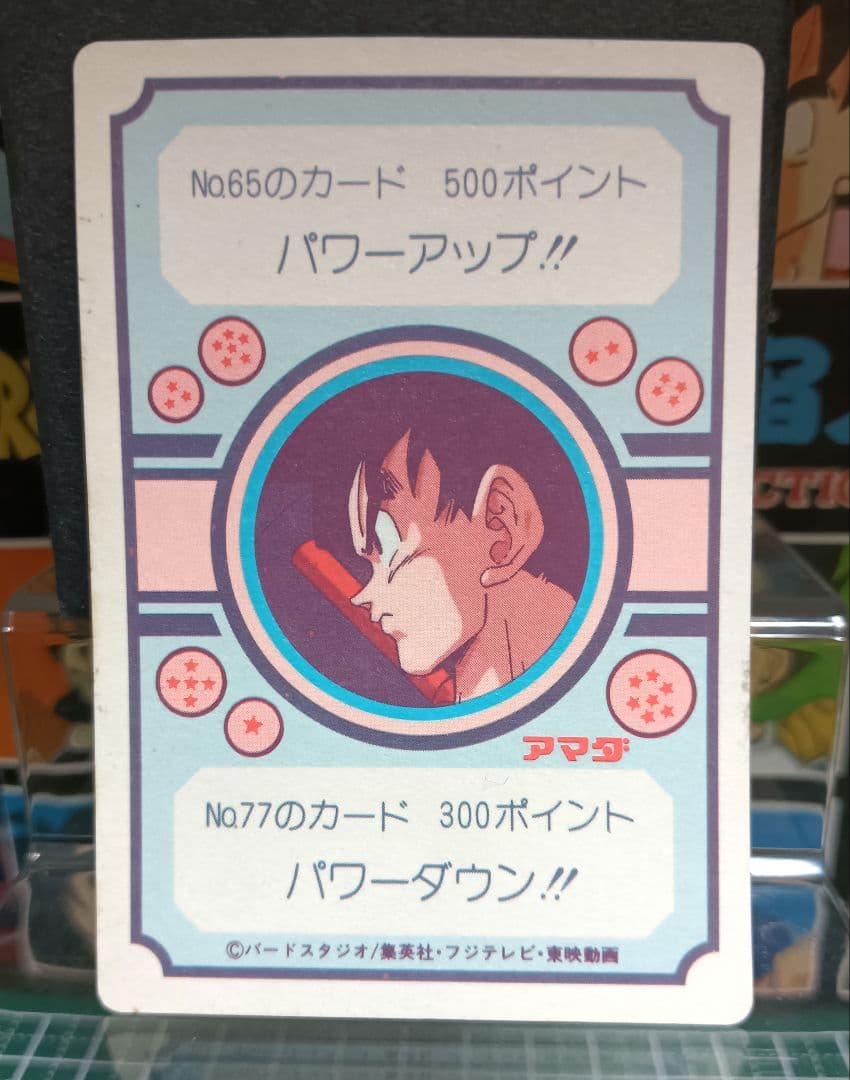 No.65のカード 500ポイント
パワーアップ!!
アマダ
No.77のカード 300ポイント
パワーダウン!!
©バードスタジオ/集英社・フジテレビ・東映動画
CTIO